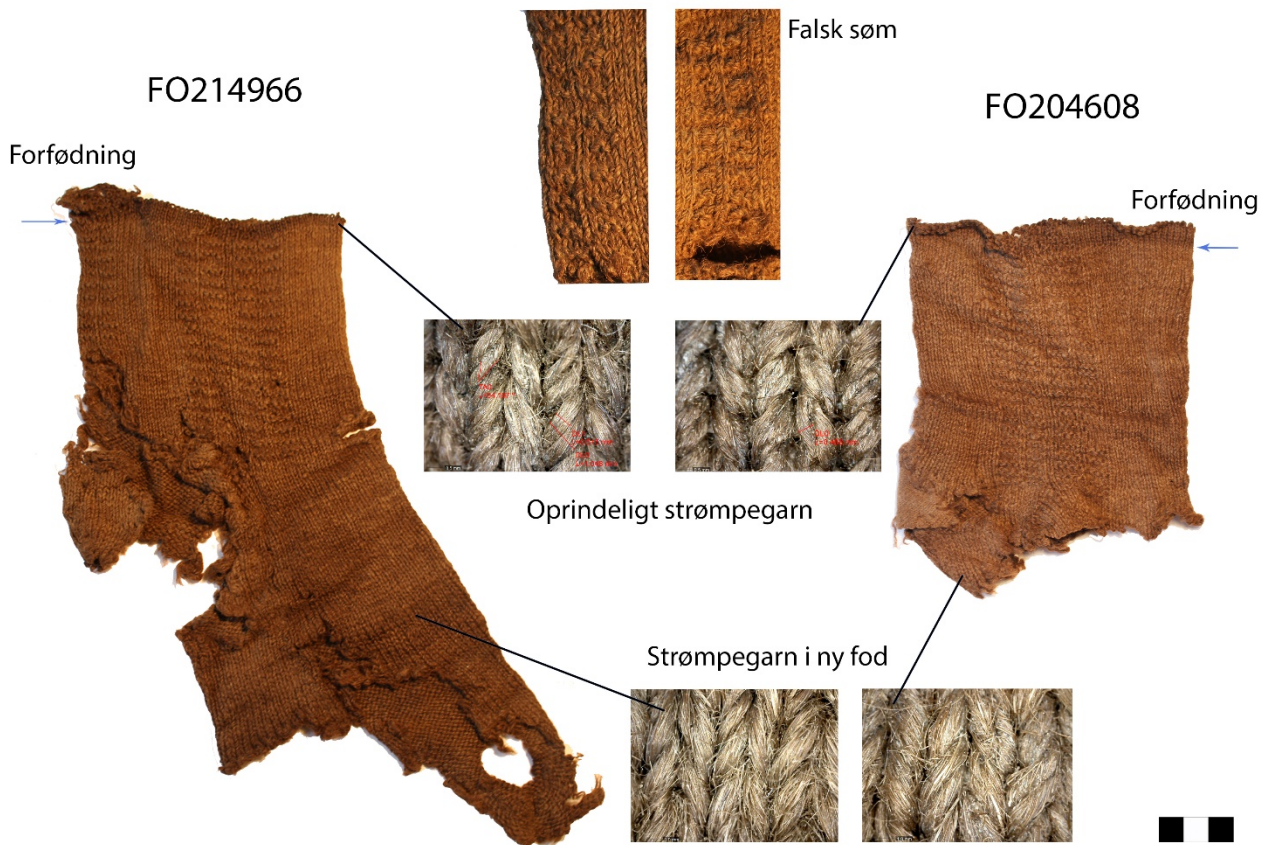 Falsk søm
FO214966
FO204608
Forfødning
Forfødning
Oprindeligt strømpegarn
Strømpegarn i ny fod